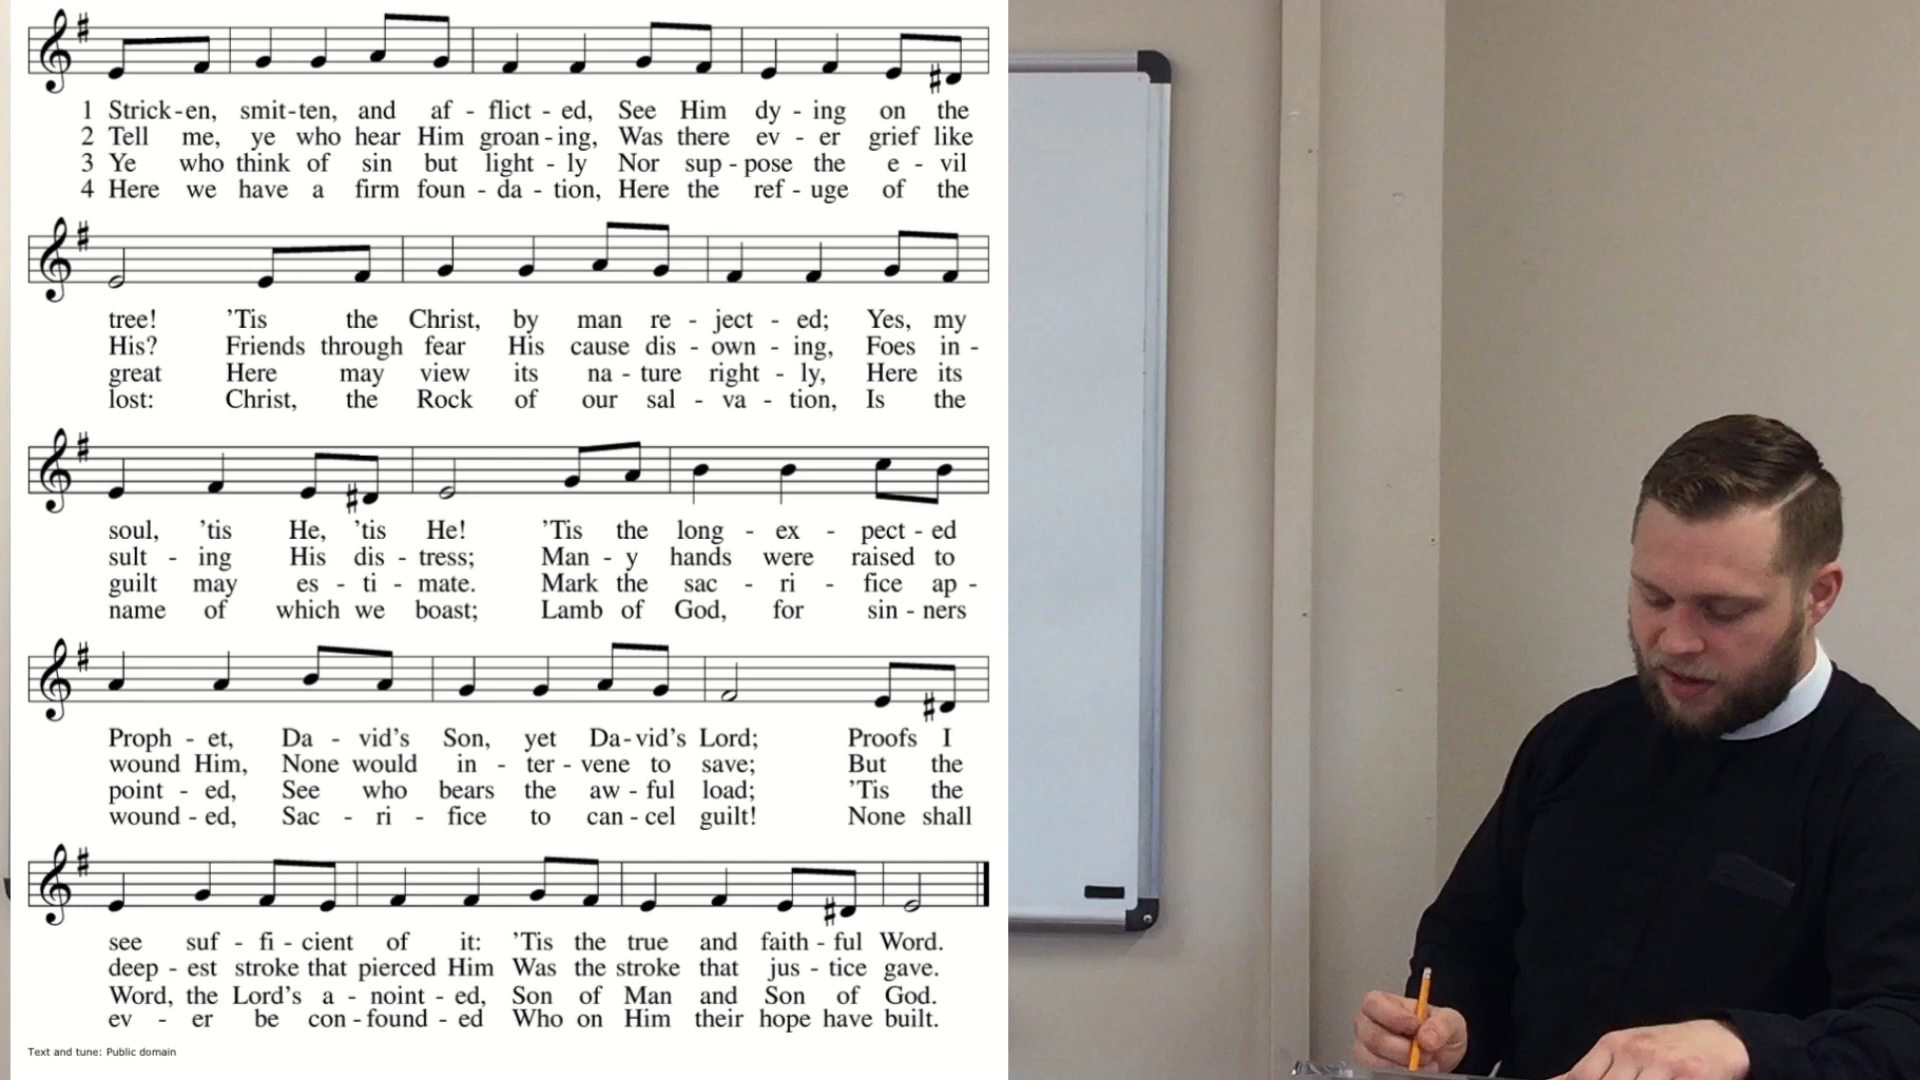 1 Strick-en, smit-ten, and af - flict - ed, See Him dy - ing on the
2 Tell me, ye who hear Him groan - ing, Was there ev - er grief like
3 Ye who think of sin but light - ly Nor sup - pose the e - vil
4 Here we have a firm foun - da - tion, Here the ref - uge of the
tree! ’Tis the Christ, by man re - ject - ed; Yes, my
His? Friends through fear His cause dis - own - ing, Foes in -
great Here may view its na - ture right - ly, Here its
lost: Christ, the Rock of our sal - va - tion, Is the
soul, ’tis He, ’tis He! ’Tis the long - ex - pect - ed
sult - ing His dis - tress; Man - y hands were raised to
guilt may es - ti - mate. Mark the sac - ri - fice ap -
name of which we boast; Lamb of God, for sin - ners
Proph - et, Da - vid’s Son, yet Da - vid’s Lord; Proofs I
wound Him, None would in - ter - vene to save; But the
point - ed, See who bears the aw - ful load; ’Tis the
wound - ed, Sac - ri - fice to can - cel guilt! None shall
see suf - fi - cient of it: ’Tis the true and faith - ful Word.
deep - est stroke that pierced Him Was the stroke that jus - tice gave.
Word, the Lord’s a - noint - ed, Son of Man and Son of God.
ev - er be con - found - ed Who on Him their hope have built.
Text and tune: Public domain